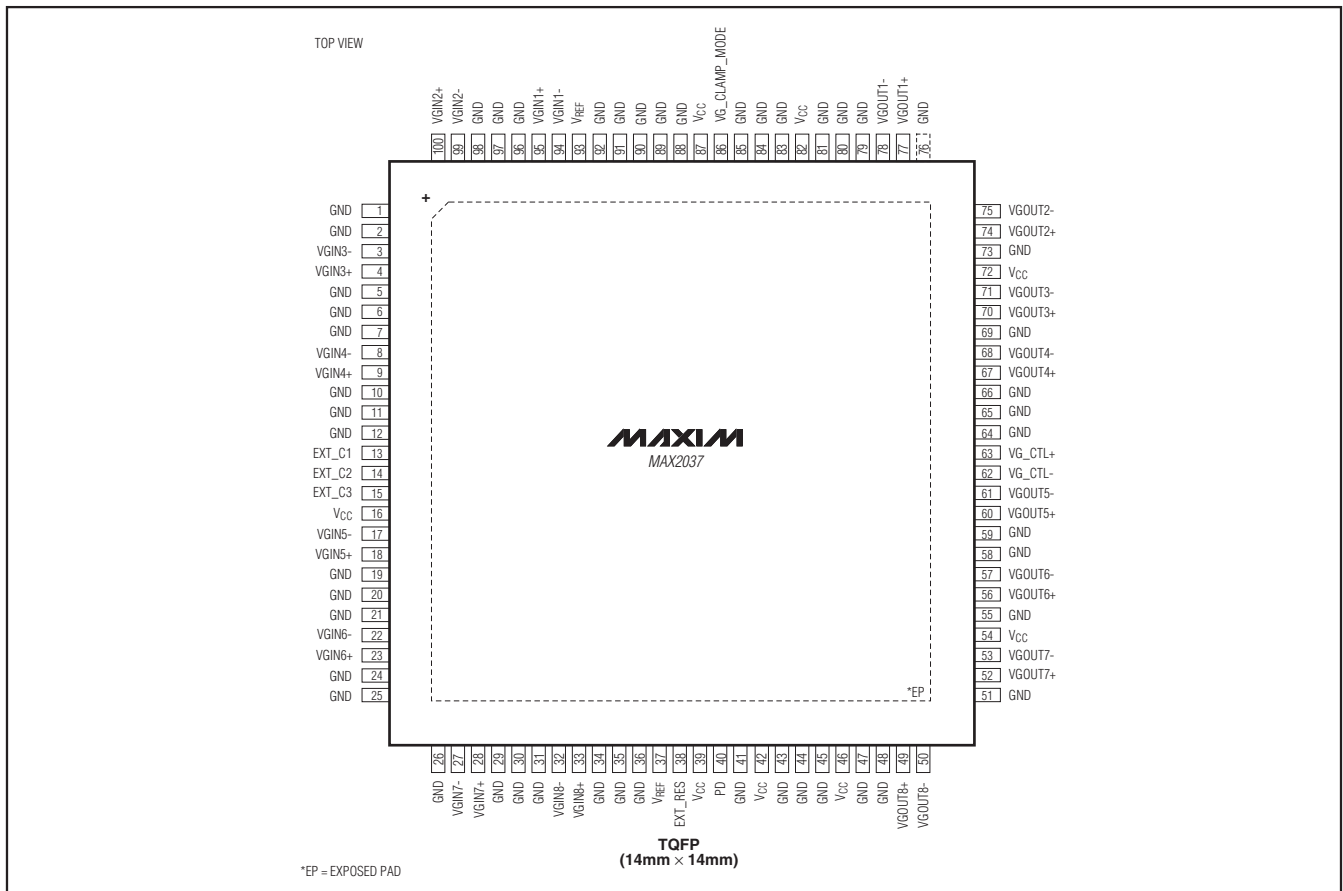 TOP VIEW
VGIN2+
VGIN2-
GND
GND
GND
VGIN1+
VGIN1-
VREF
GND
GND
GND
GND
GND
VCC
VG_CLAMP_MODE
GND
GND
GND
VCC
GND
GND
GND
VGOUT1-
VGOUT1+
GND
100
99
98
97
96
95
94
93
92
91
90
89
88
87
86
85
84
83
82
81
80
79
78
77
76
+
GND 1
GND 2
VGIN3- 3
VGIN3+ 4
GND 5
GND 6
GND 7
VGIN4- 8
VGIN4+ 9
GND 10
GND 11
GND 12
EXT_C1 13
EXT_C2 14
EXT_C3 15
VCC 16
VGIN5- 17
VGIN5+ 18
GND 19
GND 20
GND 21
VGIN6- 22
VGIN6+ 23
GND 24
GND 25
MAXIM
MAX2037
*EP
75 VGOUT2-
74 VGOUT2+
73 GND
72 VCC
71 VGOUT3-
70 VGOUT3+
69 GND
68 VGOUT4-
67 VGOUT4+
66 GND
65 GND
64 GND
63 VG_CTL+
62 VG_CTL-
61 VGOUT5-
60 VGOUT5+
59 GND
58 GND
57 VGOUT6-
56 VGOUT6+
55 GND
54 VCC
53 VGOUT7-
52 VGOUT7+
51 GND
26
27
28
29
30
31
32
33
34
35
36
37
38
39
40
41
42
43
44
45
46
47
48
49
50
GND
VGIN7-
VGIN7+
GND
GND
GND
VGIN8-
VGIN8+
GND
GND
GND
VREF
EXT_RES
VCC
PD
GND
VCC
GND
GND
GND
VCC
GND
GND
VGOUT8+
VGOUT8-
TQFP
(14mm × 14mm)
*EP = EXPOSED PAD